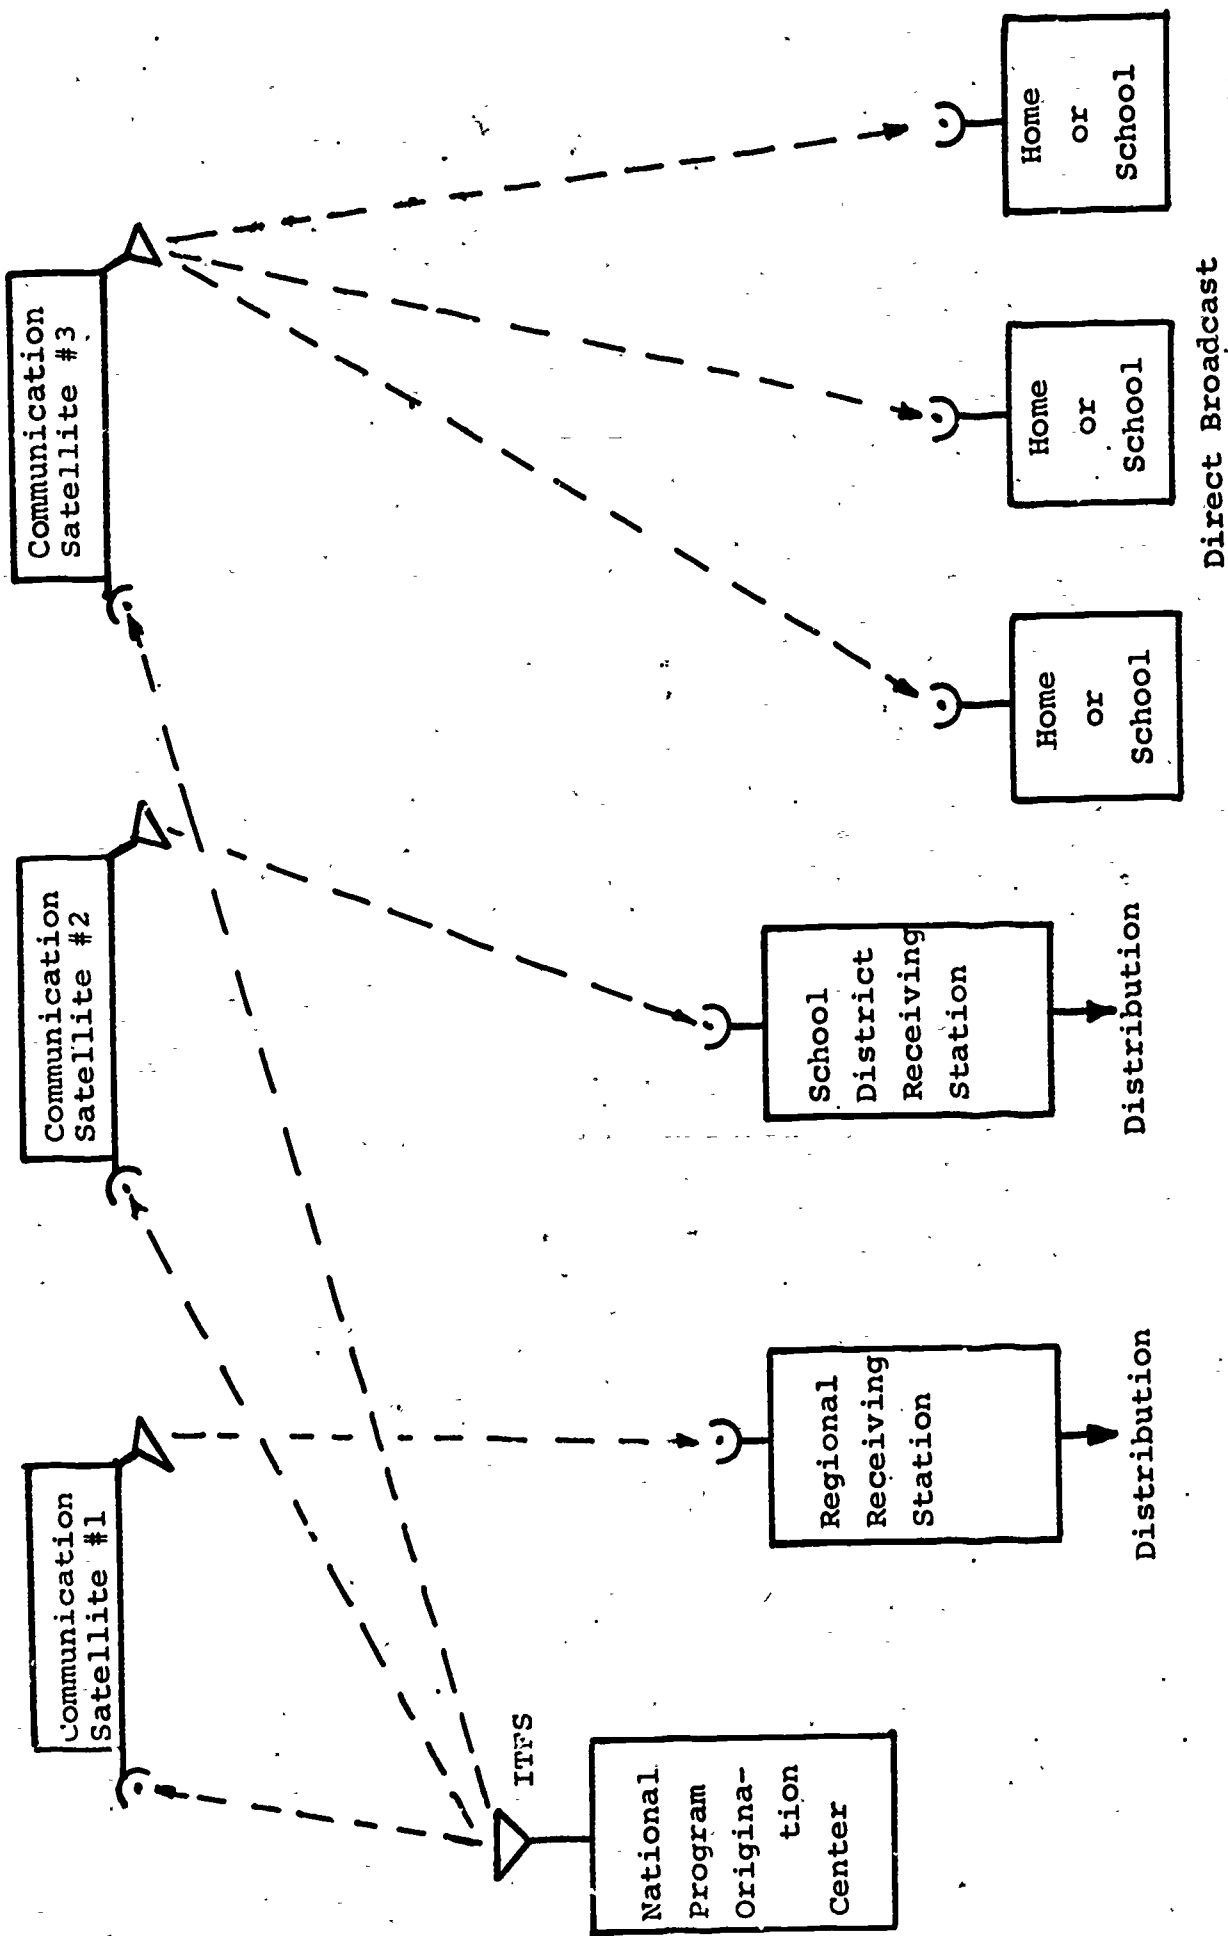 Communication
Satellite #1
Communication
Satellite #2
Communication
Satellite #3
ITFS
National
Program
Origina-
tion
Center
Regional
Receiving
Station
Distribution
School
District
Receiving
Station
Distribution
Home
or
School
Home
or
School
Home
or
School
Direct Broadcast